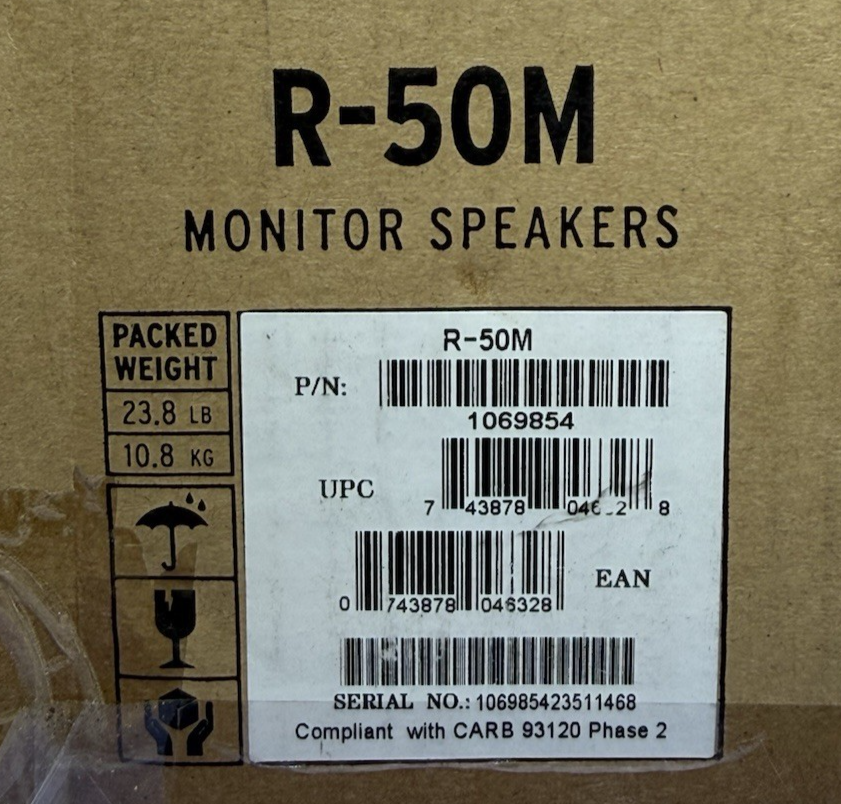 R-50M
MONITOR SPEAKERS
PACKED
WEIGHT
23.8 LB
10.8 KG
R-50M
P/N:
1069854
UPC
7 43878 8
0 743878 046328
EAN
SERIAL NO.: 106985423511468
Compliant with CARB 93120 Phase 2